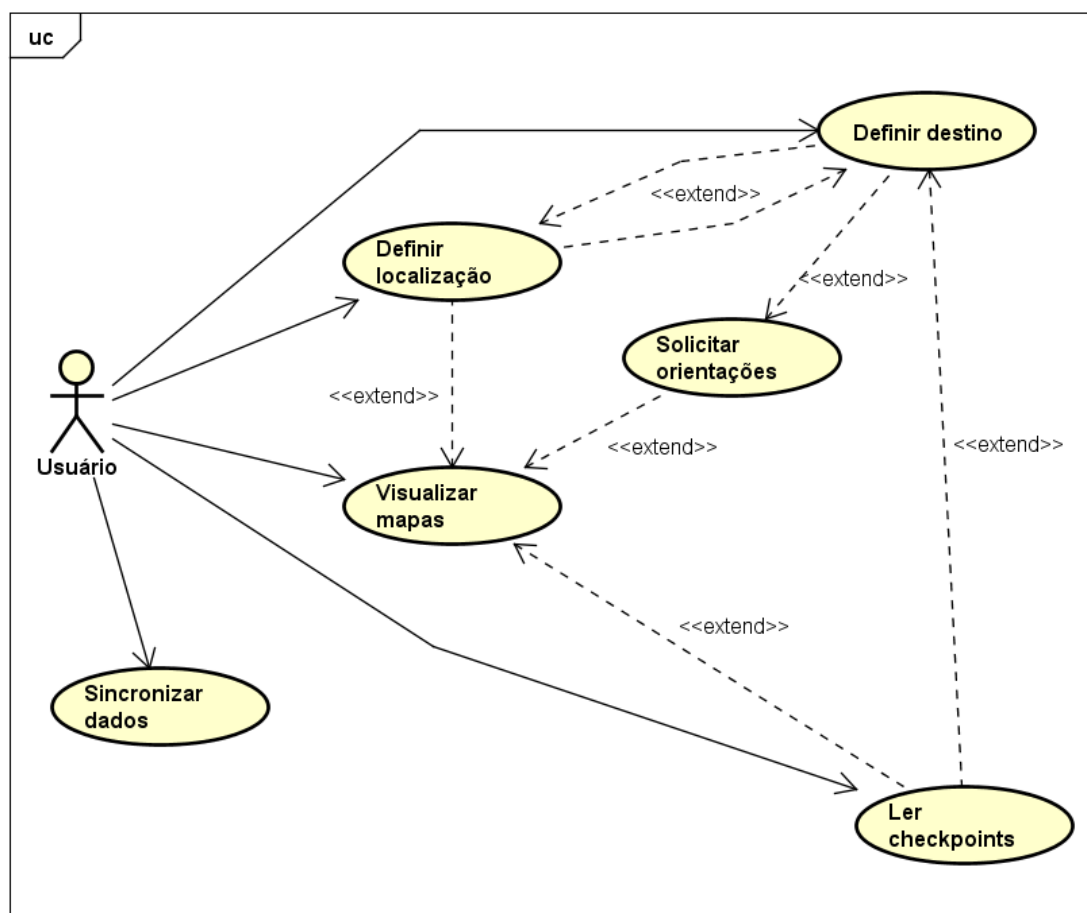 uc
Definir destino
<<extend>>
Definir
localização
<<extend>>
Solicitar
orientações
<<extend>>
<<extend>>
<<extend>>
Usuário
Visualizar
mapas
<<extend>>
Sincronizar
dados
Ler
checkpoints